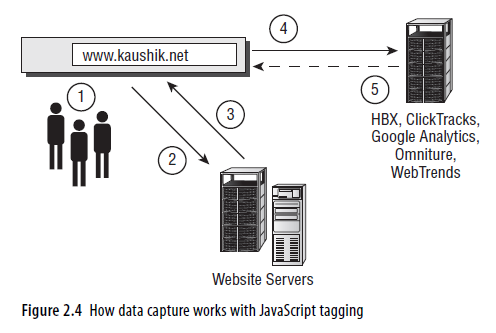 4
www.kaushik.net
5
1
3
HBX, ClickTracks,
Google Analytics,
Omniture,
WebTrends
2
Website Servers
Figure 2.4 How data capture works with JavaScript tagging